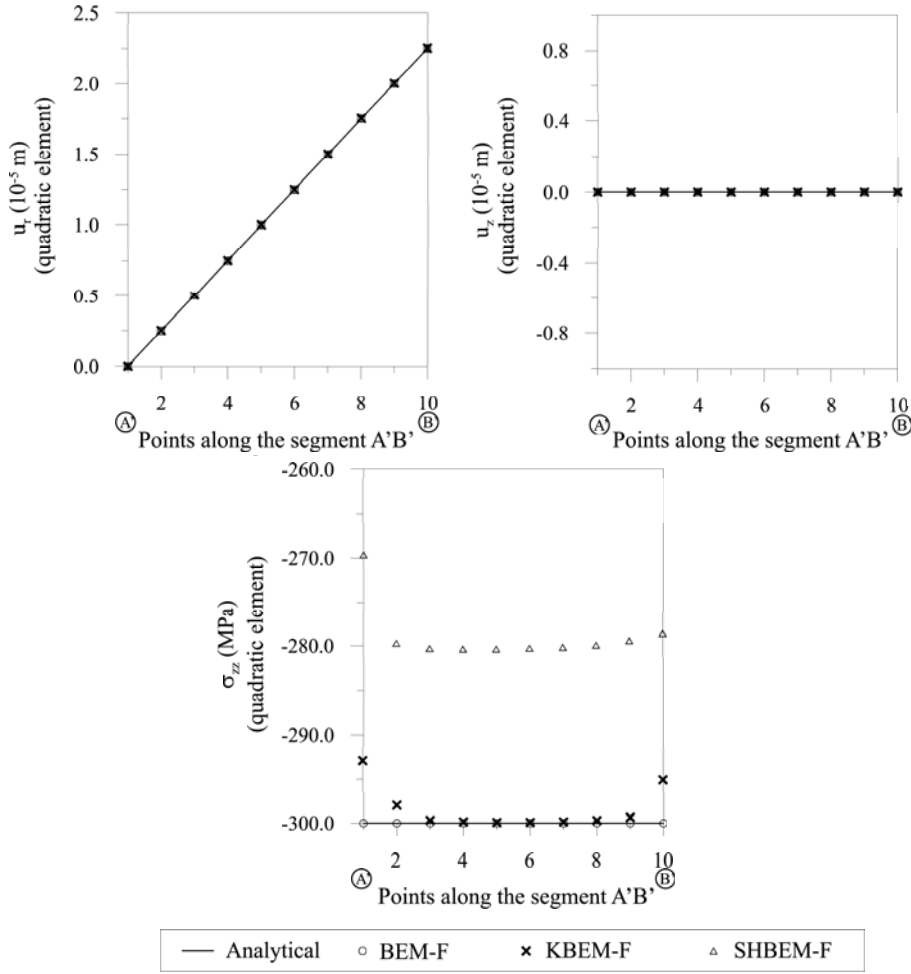 2.5
2.0
1.5
1.0
0.5
0.0
u_r (10^-5 m)
(quadratic element)
2 4 6 8 10
A' B'
Points along the segment A'B'
0.8
0.4
0.0
-0.4
-0.8
u_z (10^-5 m)
(quadratic element)
2 4 6 8 10
A' B'
Points along the segment A'B'
-260.0
-270.0
-280.0
-290.0
-300.0
σ_zz (MPa)
(quadratic element)
2 4 6 8 10
A' B'
Points along the segment A'B'
Analytical BEM-F KBEM-F SHBEM-F